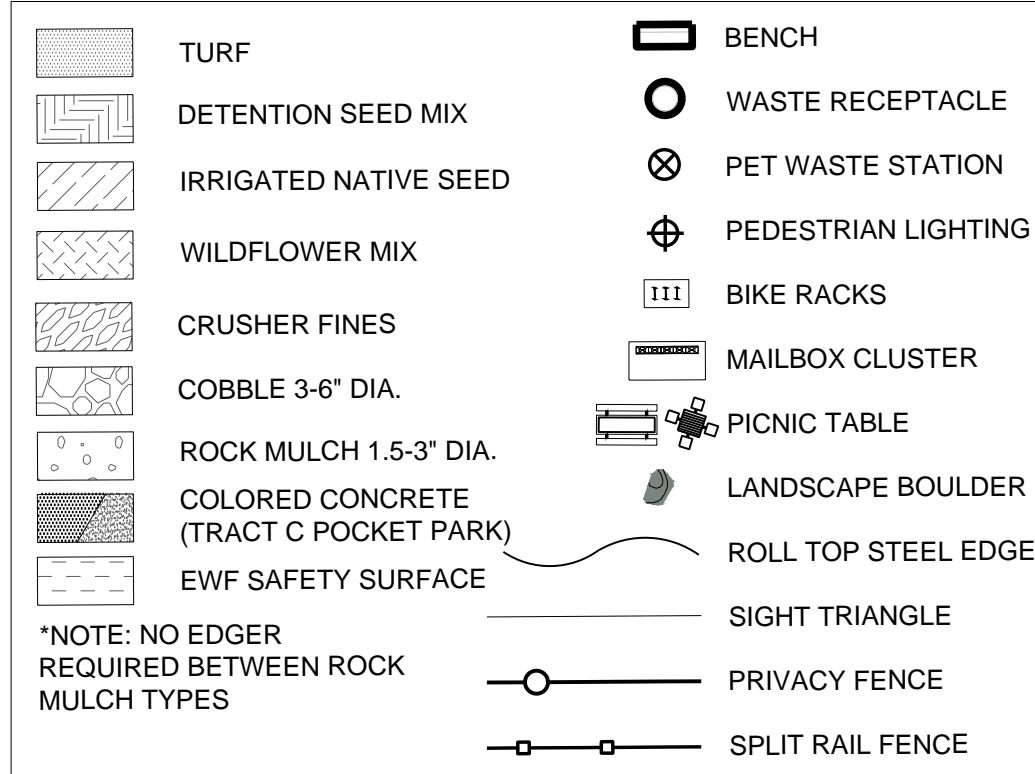 TURF
DETENTION SEED MIX
IRRIGATED NATIVE SEED
WILDFLOWER MIX
CRUSHER FINES
COBBLE 3-6" DIA.
ROCK MULCH 1.5-3" DIA.
COLORED CONCRETE
(TRACT C POCKET PARK)
EWF SAFETY SURFACE
*NOTE: NO EDGER
REQUIRED BETWEEN ROCK
MULCH TYPES
BENCH
WASTE RECEPTACLE
PET WASTE STATION
PEDESTRIAN LIGHTING
BIKE RACKS
MAILBOX CLUSTER
PICNIC TABLE
LANDSCAPE BOULDER
ROLL TOP STEEL EDGE
SIGHT TRIANGLE
PRIVACY FENCE
SPLIT RAIL FENCE